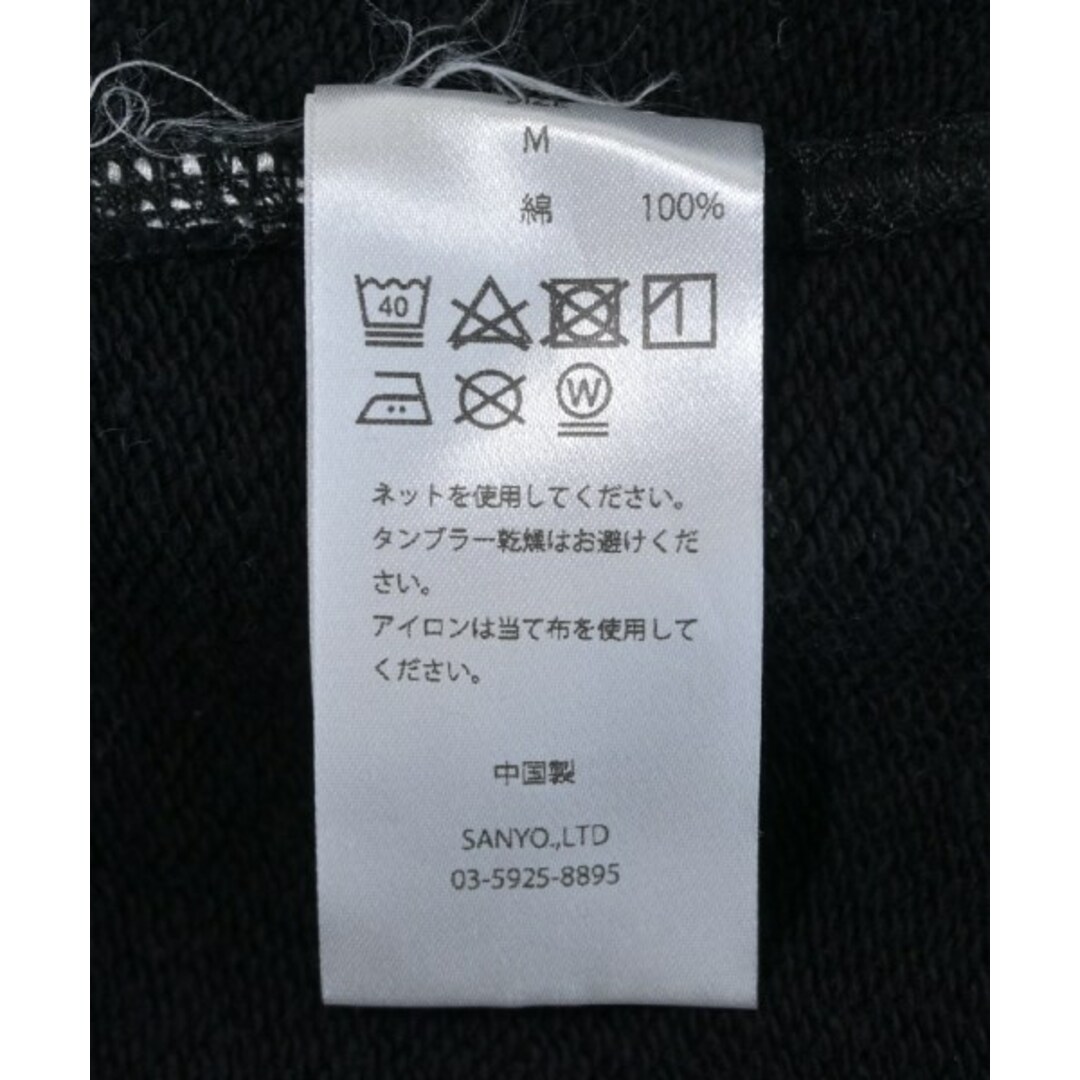 M
綿 100%
40
W
ネットを使用してください。
タンブラー乾燥はお避けくだ
さい。
アイロンは当て布を使用して
ください。
中国製
SANYO.,LTD
03-5925-8895